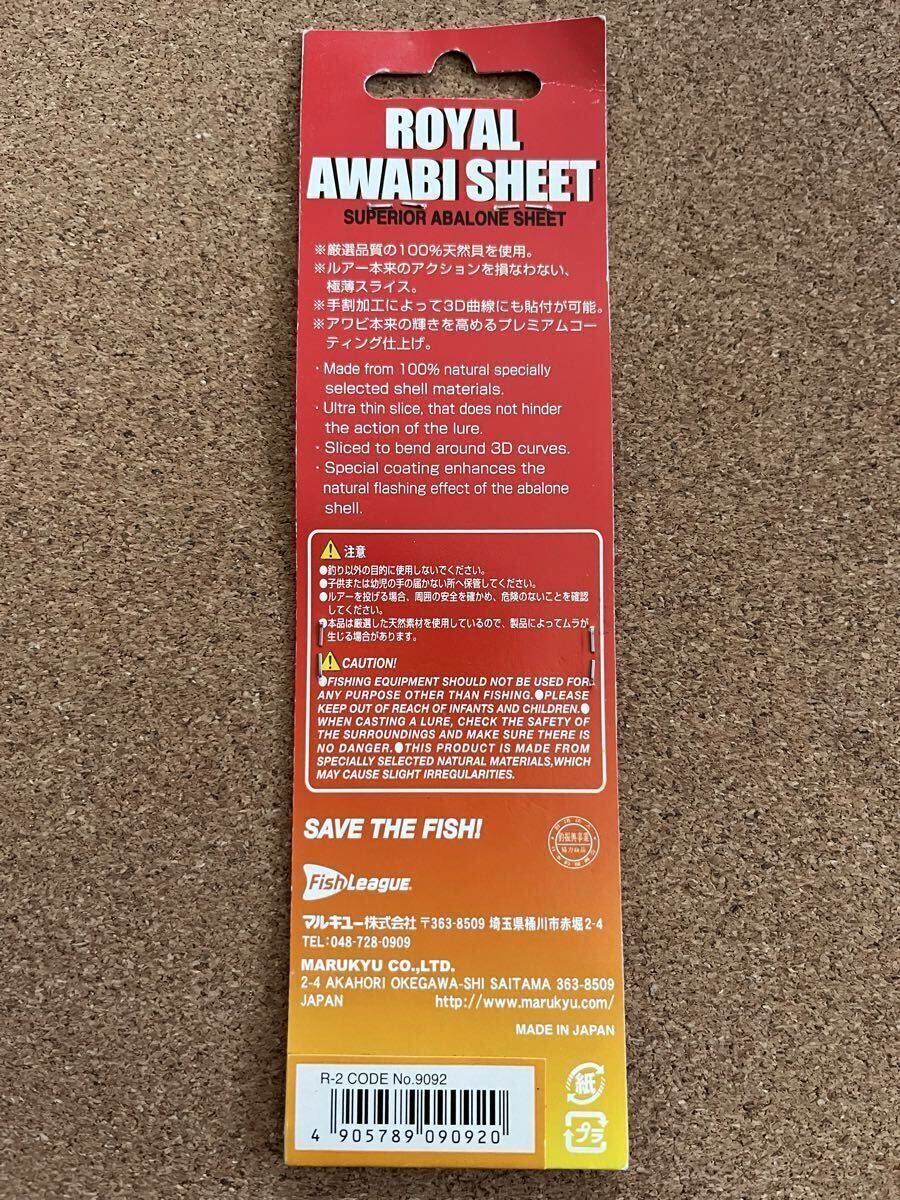 ROYAL
AWABI SHEET
SUPERIOR ABALONE SHEET
※厳選品質の100%天然貝を使用。
※ルアー本来のアクションを損なわない、
極薄スライス。
※手割加工によって3D曲線にも貼付が可能。
※アワビ本来の輝きを高めるプレミアムコー
ティング仕上げ。
・Made from 100% natural specially
selected shell materials.
・Ultra thin slice, that does not hinder
the action of the lure.
・Sliced to bend around 3D curves.
・Special coating enhances the
natural flashing effect of the abalone
shell.
注意
●釣り以外の目的に使用しないでください。
●子供または幼児の手の届かない所へ保管してください。
●ルアーを投げる場合、周囲の安全を確かめ、危険のないことを確認
してください。
●本品は厳選した天然素材を使用しているので、製品によってムラが
生じる場合があります。
CAUTION!
●FISHING EQUIPMENT SHOULD NOT BE USED FOR
ANY PURPOSE OTHER THAN FISHING.●PLEASE
KEEP OUT OF REACH OF INFANTS AND CHILDREN.●
WHEN CASTING A LURE, CHECK THE SAFETY OF
THE SURROUNDINGS AND MAKE SURE THERE IS
NO DANGER.●THIS PRODUCT IS MADE FROM
SPECIALLY SELECTED NATURAL MATERIALS,WHICH
MAY CAUSE SLIGHT IRREGULARITIES.
SAVE THE FISH!
釣振興事業
協力商品
Fish LEAGUE
マルキユー株式会社 〒363-8509 埼玉県桶川市赤堀2-4
TEL:048-728-0909
MARUKYU CO.,LTD.
2-4 AKAHORI OKEGAWA-SHI SAITAMA 363-8509
JAPAN http://www.marukyu.com/
MADE IN JAPAN
R-2 CODE No.9092
4 905789 090920
紙
プラ